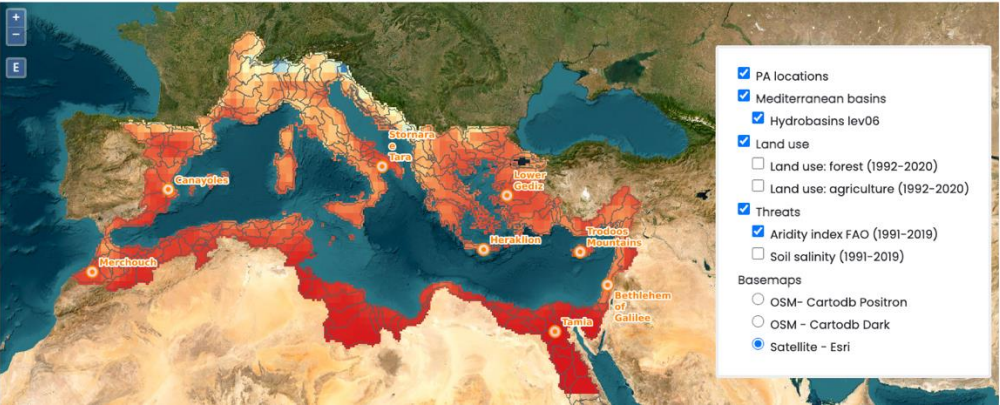 +
−
E
Canayoles
Merchouch
Stornara
e
Tara
Lower
Gediz
Heraklion
Trodoos
Mountains
Bethlehem
of
Galilee
Tamia
PA locations
Mediterranean basins
Hydrobasins lev06
Land use
Land use: forest (1992-2020)
Land use: agriculture (1992-2020)
Threats
Aridity index FAO (1991-2019)
Soil salinity (1991-2019)
Basemaps
OSM- Cartodb Positron
OSM - Cartodb Dark
Satellite - Esri